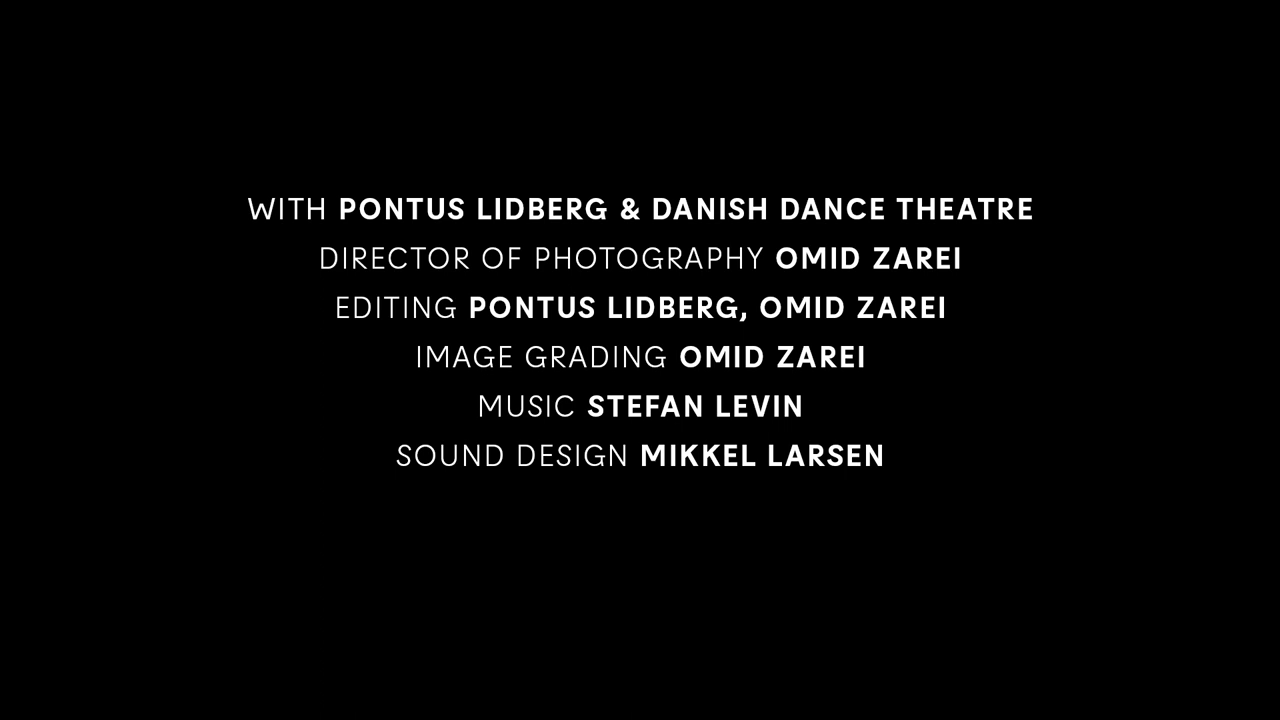 WITH PONTUS LIDBERG & DANISH DANCE THEATRE
DIRECTOR OF PHOTOGRAPHY OMID ZAREI
EDITING PONTUS LIDBERG, OMID ZAREI
IMAGE GRADING OMID ZAREI
MUSIC STEFAN LEVIN
SOUND DESIGN MIKKEL LARSEN